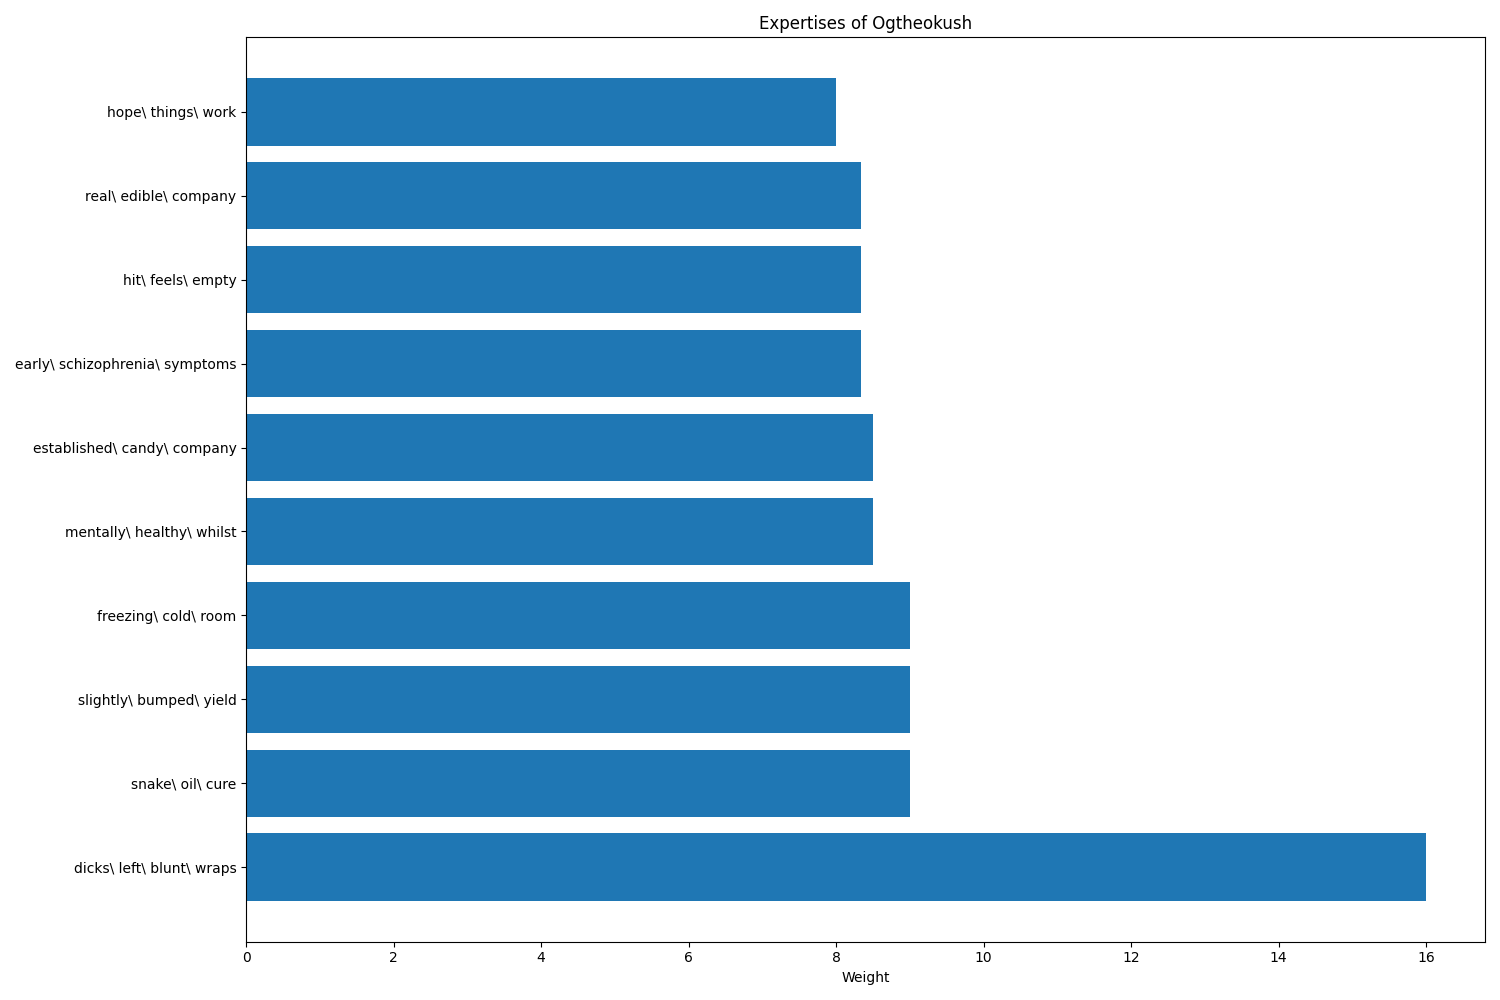 Expertises of Ogtheokush
hope\ things\ work
real\ edible\ company
hit\ feels\ empty
early\ schizophrenia\ symptoms
established\ candy\ company
mentally\ healthy\ whilst
freezing\ cold\ room
slightly\ bumped\ yield
snake\ oil\ cure
dicks\ left\ blunt\ wraps
0 2 4 6 8 10 12 14 16
Weight